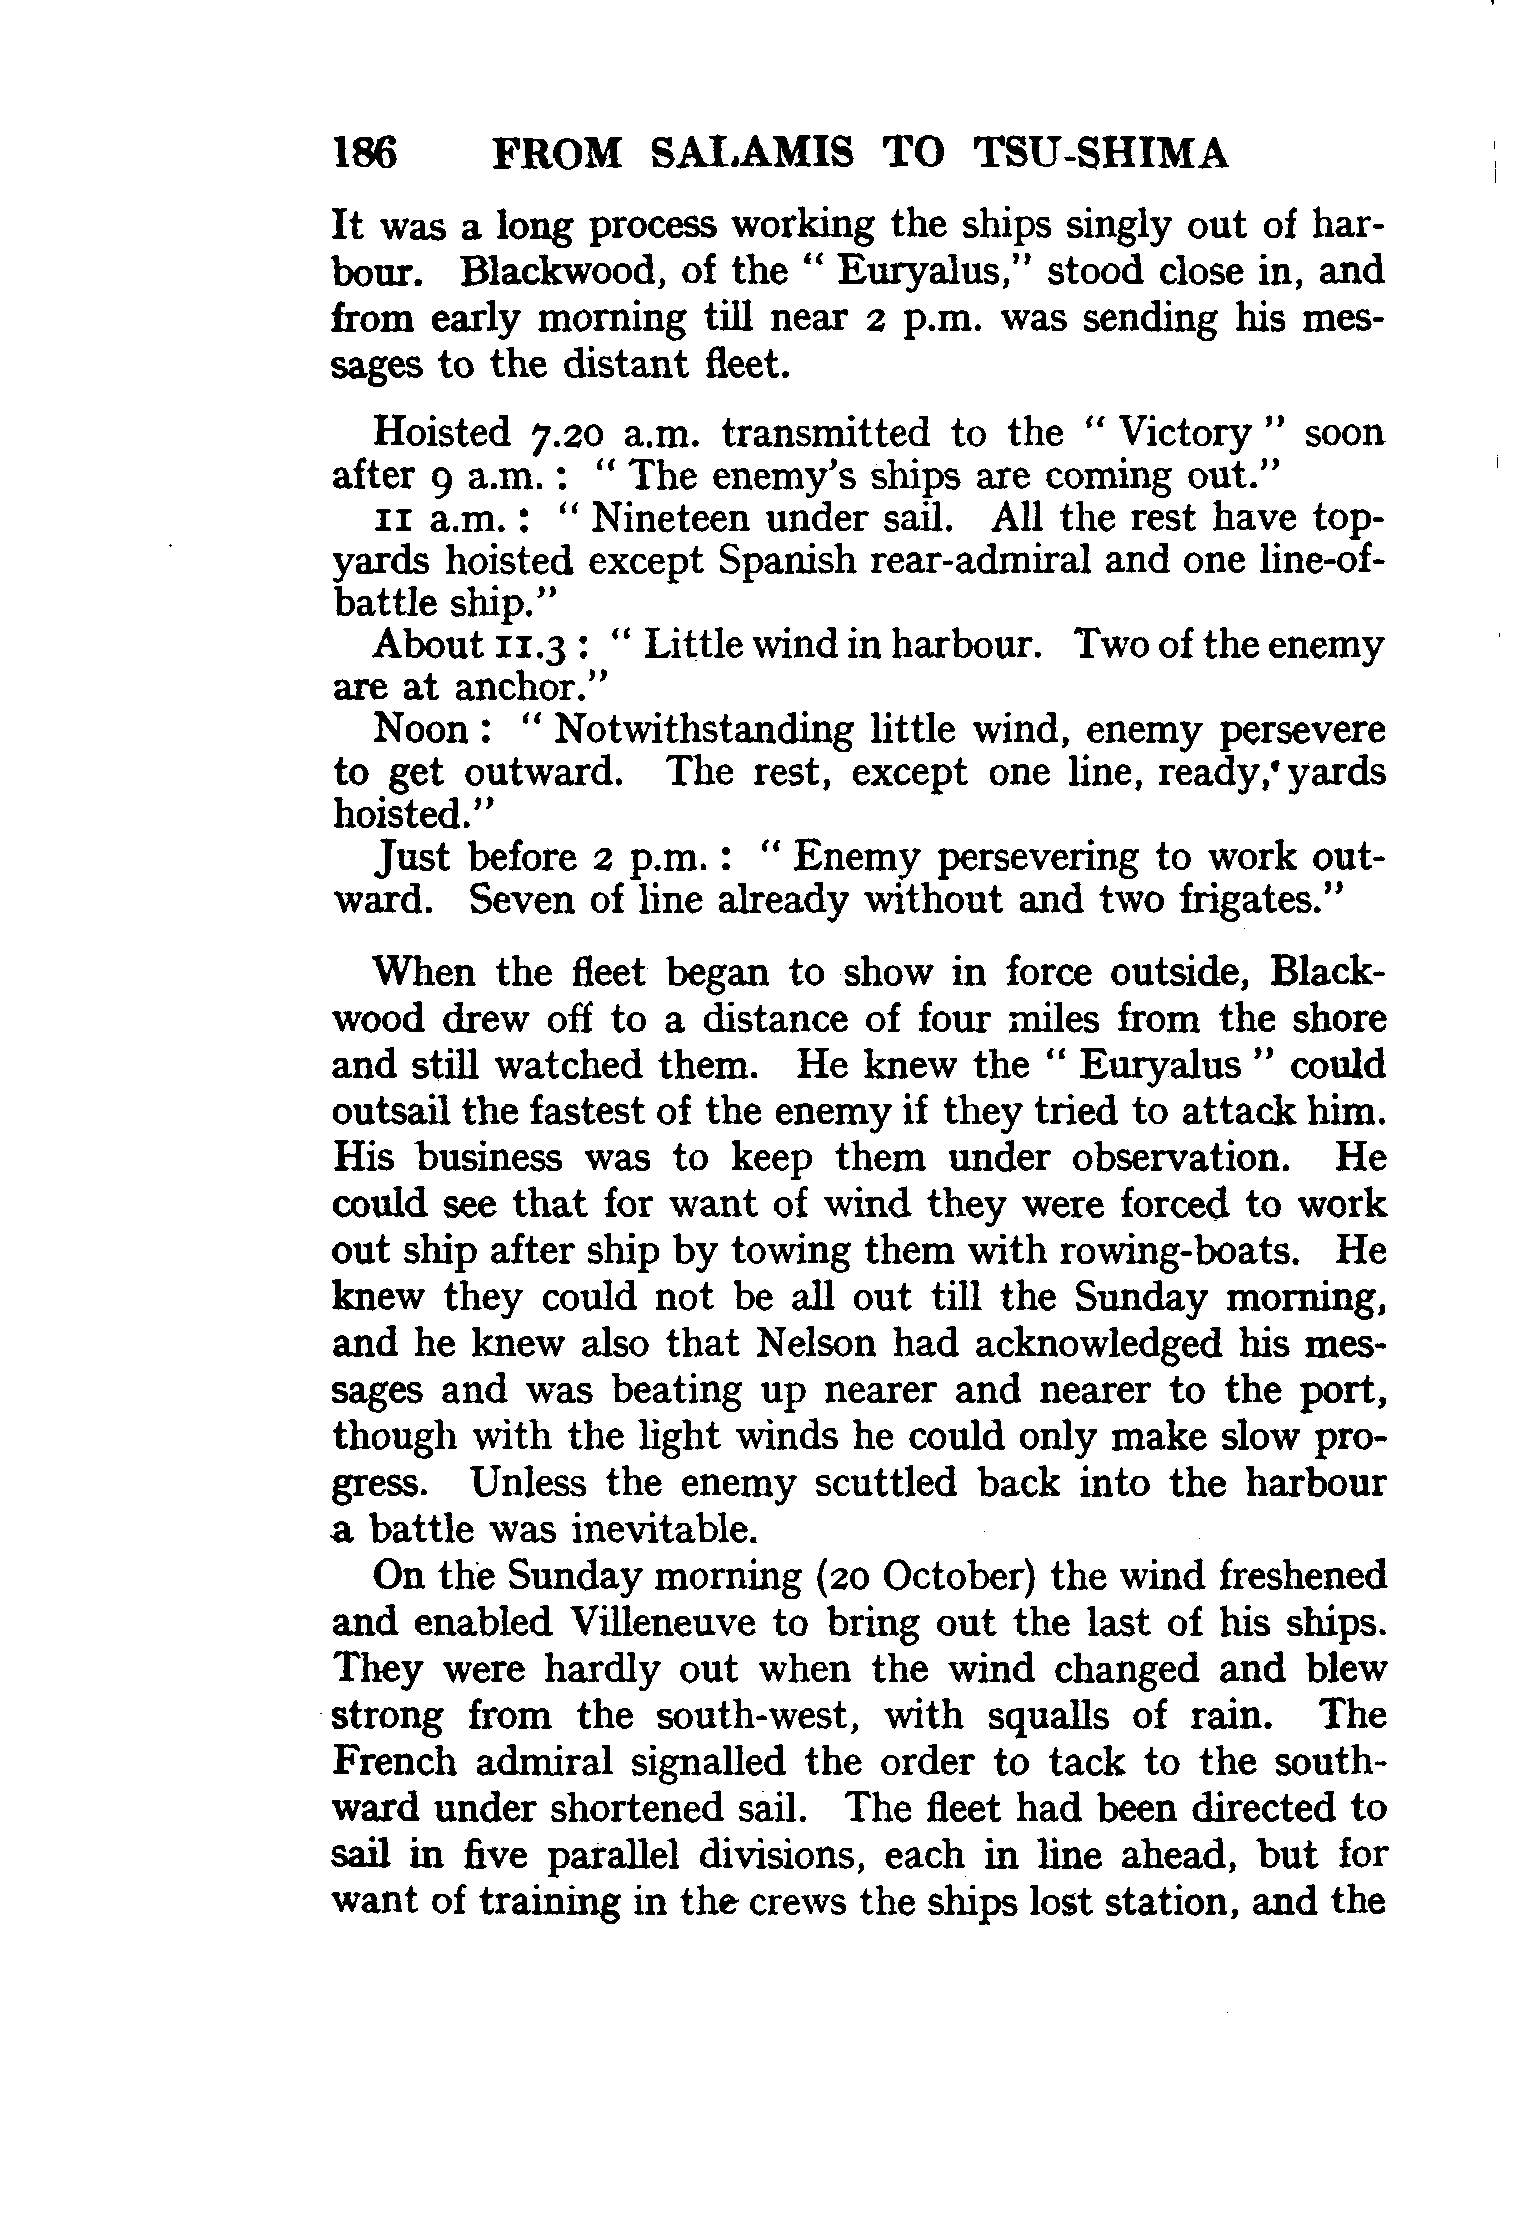 186 FROM SALAMIS TO TSU-SHIMA
It was a long process working the ships singly out of har-
bour. Blackwood, of the " Euryalus," stood close in, and
from early morning till near 2 p.m. was sending his mes-
sages to the distant fleet.
Hoisted 7.20 a.m. transmitted to the " Victory " soon
after 9 a.m. : " The enemy's ships are coming out."
11 a.m. : " Nineteen under sail. All the rest have top-
yards hoisted except Spanish rear-admiral and one line-of-
battle ship."
About 11.3 : " Little wind in harbour. Two of the enemy
are at anchor."
Noon : " Notwithstanding little wind, enemy persevere
to get outward. The rest, except one line, ready, yards
hoisted."
Just before 2 p.m. : " Enemy persevering to work out-
ward. Seven of line already without and two frigates."
When the fleet began to show in force outside, Black-
wood drew off to a distance of four miles from the shore
and still watched them. He knew the " Euryalus " could
outsail the fastest of the enemy if they tried to attack him.
His business was to keep them under observation. He
could see that for want of wind they were forced to work
out ship after ship by towing them with rowing-boats. He
knew they could not be all out till the Sunday morning,
and he knew also that Nelson had acknowledged his mes-
sages and was beating up nearer and nearer to the port,
though with the light winds he could only make slow pro-
gress. Unless the enemy scuttled back into the harbour
a battle was inevitable.
On the Sunday morning (20 October) the wind freshened
and enabled Villeneuve to bring out the last of his ships.
They were hardly out when the wind changed and blew
strong from the south-west, with squalls of rain. The
French admiral signalled the order to tack to the south-
ward under shortened sail. The fleet had been directed to
sail in five parallel divisions, each in line ahead, but for
want of training in the crews the ships lost station, and the